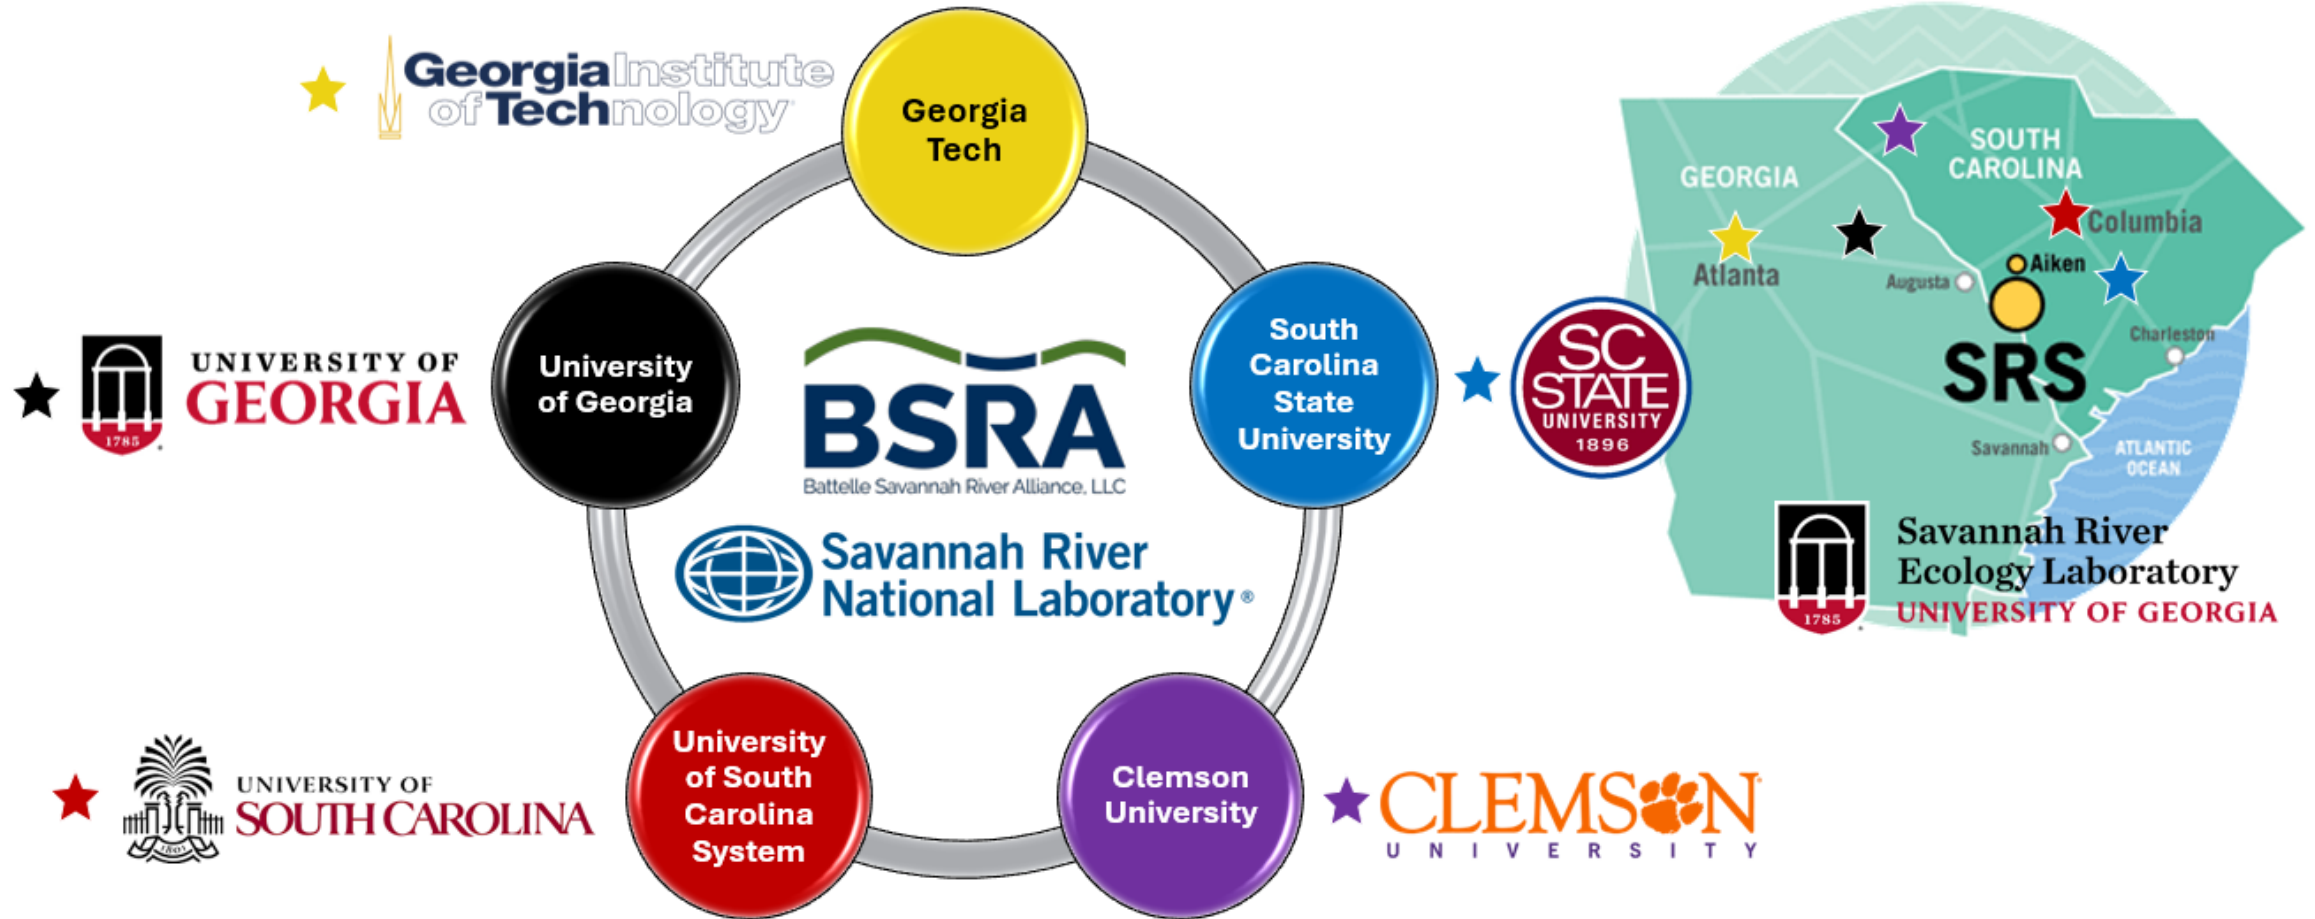 Georgia Institute
of Technology
Georgia
Tech
UNIVERSITY OF
GEORGIA
1785
University
of Georgia
BSRA
Battelle Savannah River Alliance, LLC
Savannah River
National Laboratory®
South
Carolina
State
University
SC
STATE
UNIVERSITY
1896
UNIVERSITY OF
SOUTH CAROLINA
1801
University
of South
Carolina
System
Clemson
University
CLEMSON
UNIVERSITY
GEORGIA
SOUTH
CAROLINA
Columbia
Atlanta
Aiken
Augusta
SRS
Charleston
Savannah
ATLANTIC
OCEAN
1785
Savannah River
Ecology Laboratory
UNIVERSITY OF GEORGIA